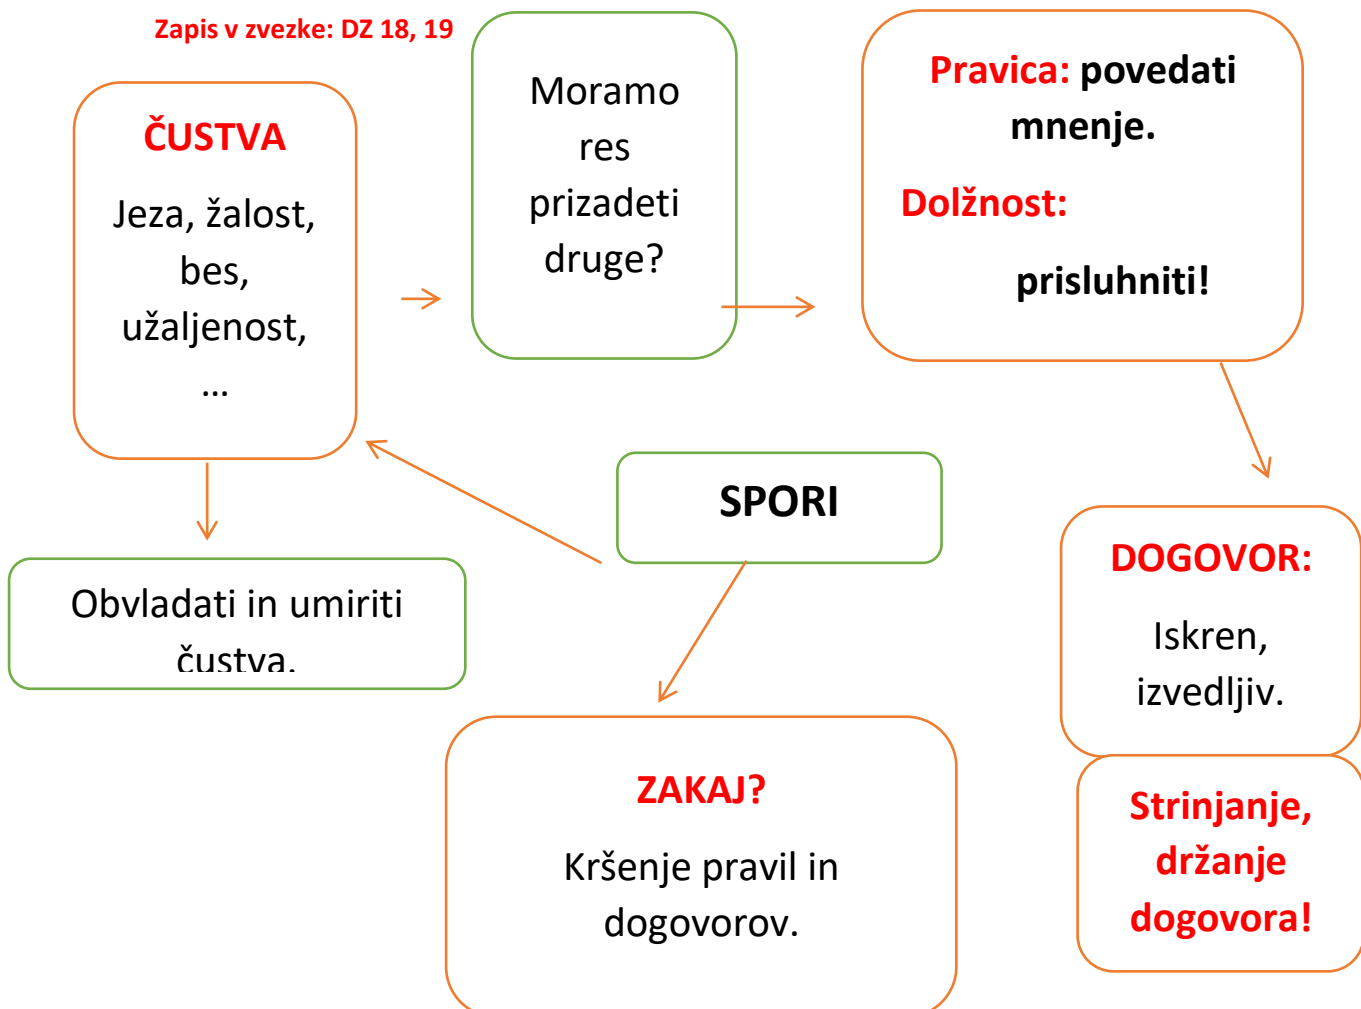 Zapis v zvezke: DZ 18, 19
ČUSTVA
Jeza, žalost,
bes,
užaljenost,
...
Moramo
res
prizadeti
druge?
Pravica: povedati
mnenje.
Dolžnost:
prisluhniti!
SPORI
Obvladati in umiriti
čustva.
DOGOVOR:
Iskren,
izvedljiv.
Strinjanje,
držanje
dogovora!
ZAKAJ?
Kršenje pravil in
dogovorov.